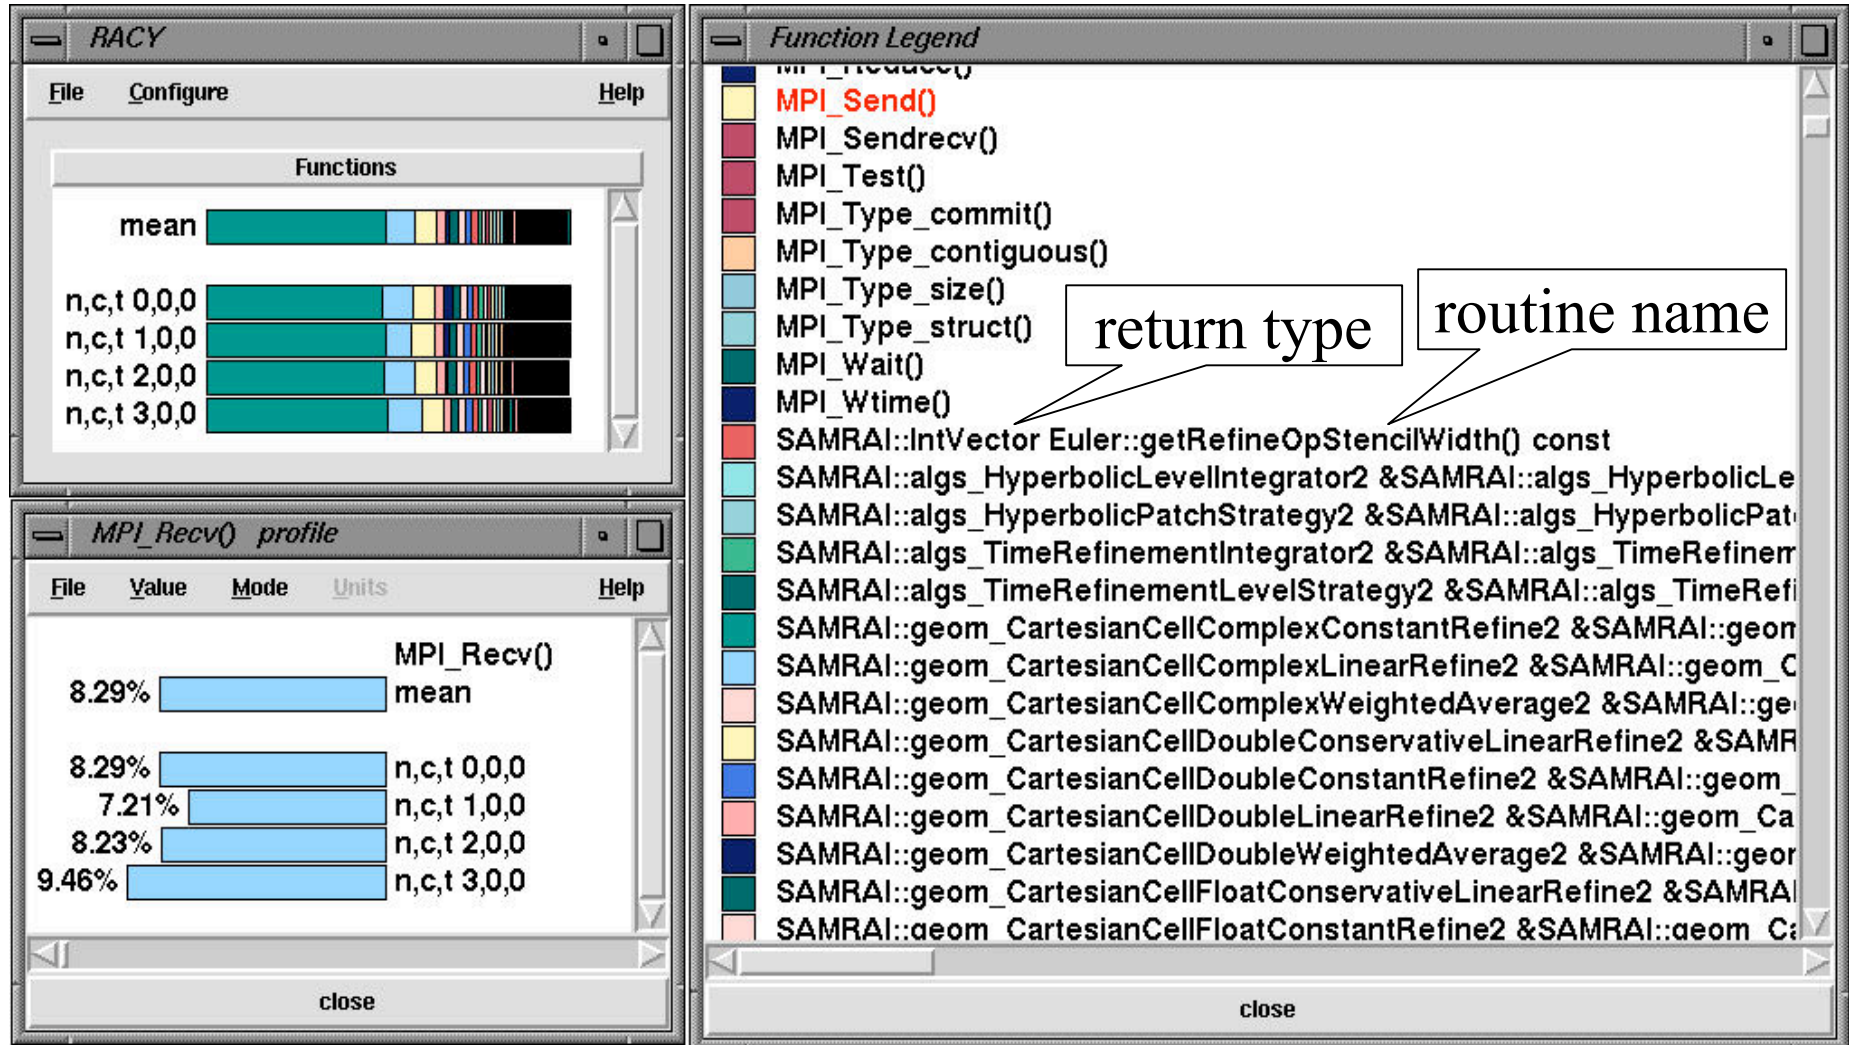 RACY
File Configure Help
Functions
mean
n,c,t 0,0,0
n,c,t 1,0,0
n,c,t 2,0,0
n,c,t 3,0,0
MPI_Recv() profile
File Value Mode Units Help
MPI_Recv()
8.29% mean
8.29% n,c,t 0,0,0
7.21% n,c,t 1,0,0
8.23% n,c,t 2,0,0
9.46% n,c,t 3,0,0
close
Function Legend
MPI_Reduce()
MPI_Send()
MPI_Sendrecv()
MPI_Test()
MPI_Type_commit()
MPI_Type_contiguous()
MPI_Type_size()
MPI_Type_struct()
MPI_Wait()
MPI_Wtime()
return type
routine name
SAMRAI::IntVector Euler::getRefineOpStencilWidth() const
SAMRAI::algs_HyperbolicLevelIntegrator2 &SAMRAI::algs_HyperbolicLe
SAMRAI::algs_HyperbolicPatchStrategy2 &SAMRAI::algs_HyperbolicPat
SAMRAI::algs_TimeRefinementIntegrator2 &SAMRAI::algs_TimeRefinem
SAMRAI::algs_TimeRefinementLevelStrategy2 &SAMRAI::algs_TimeRefi
SAMRAI::geom_CartesianCellComplexConstantRefine2 &SAMRAI::geom
SAMRAI::geom_CartesianCellComplexLinearRefine2 &SAMRAI::geom_C
SAMRAI::geom_CartesianCellComplexWeightedAverage2 &SAMRAI::ge
SAMRAI::geom_CartesianCellDoubleConservativeLinearRefine2 &SAMR
SAMRAI::geom_CartesianCellDoubleConstantRefine2 &SAMRAI::geom_
SAMRAI::geom_CartesianCellDoubleLinearRefine2 &SAMRAI::geom_Ca
SAMRAI::geom_CartesianCellDoubleWeightedAverage2 &SAMRAI::geor
SAMRAI::geom_CartesianCellFloatConservativeLinearRefine2 &SAMRAI
SAMRAI::geom_CartesianCellFloatConstantRefine2 &SAMRAI::geom_Ca
close